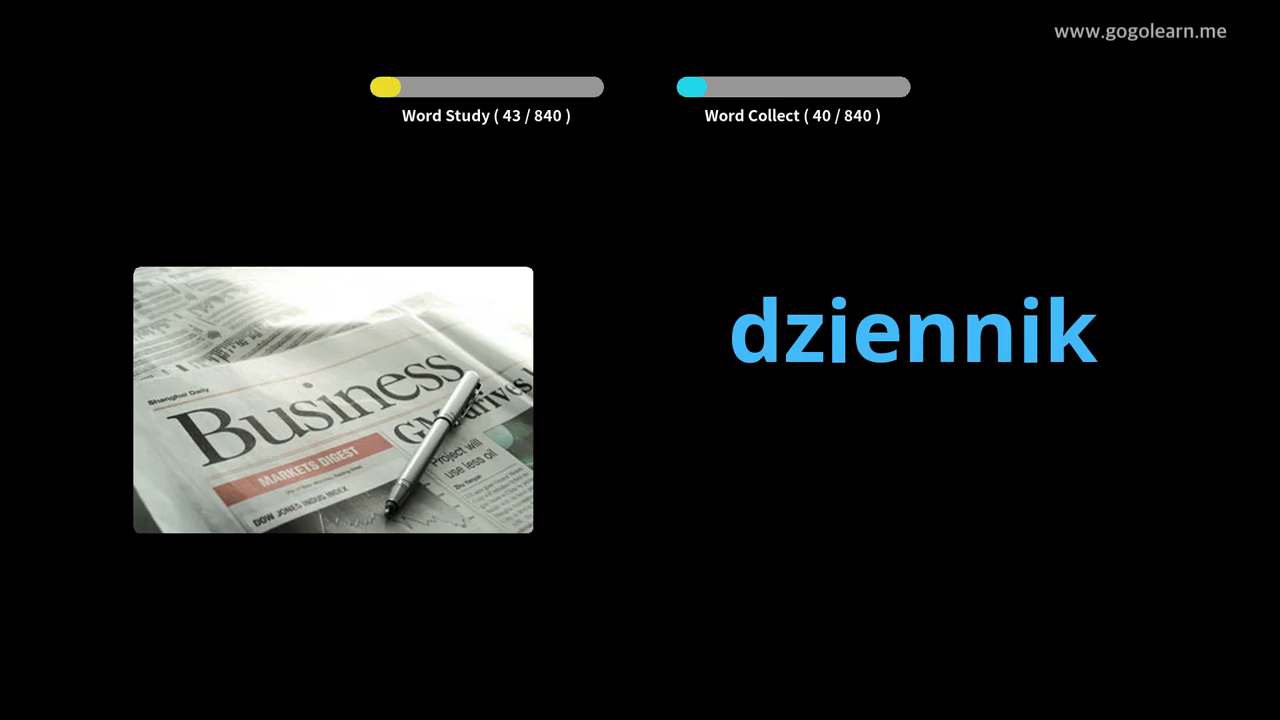 www.gogolearn.me
Word Study ( 43 / 840 )
Word Collect ( 40 / 840 )
dziennik
Shanghai Daily
Business
MARKETS DIGEST
DOW JONES INDUS INDEX
GM
Project will
use less oil